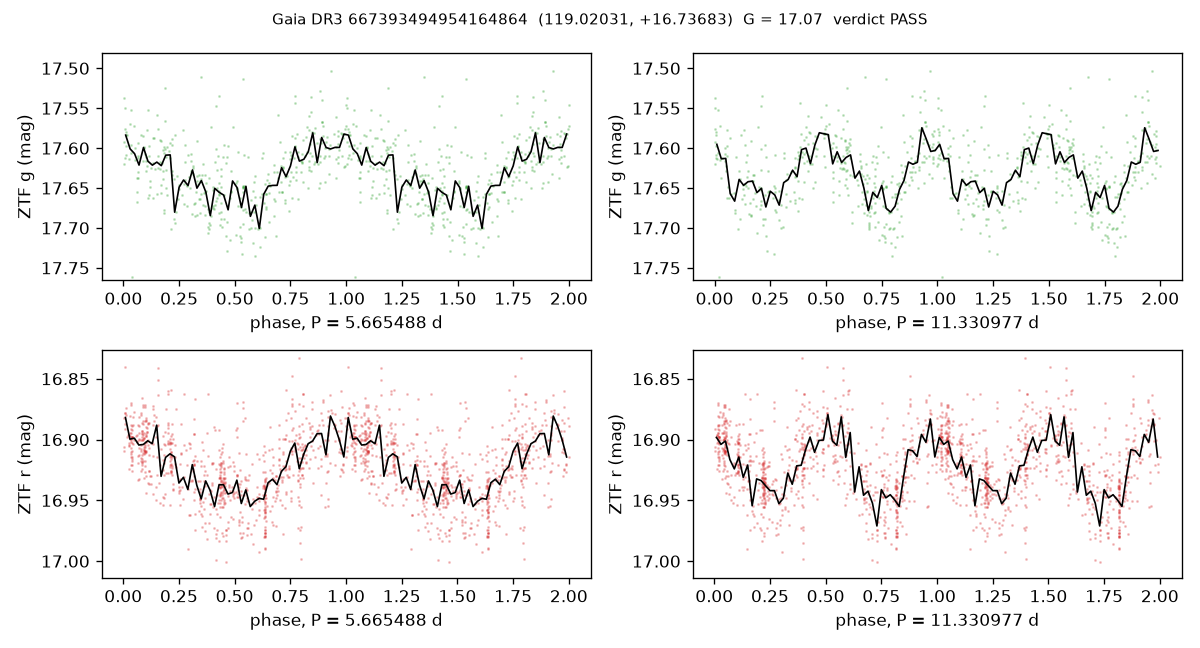 Gaia DR3 667393494954164864  (119.02031, +16.73683)  G = 17.07  verdict PASS
ZTF g (mag)
17.50
17.55
17.60
17.65
17.70
17.75
0.00 0.25 0.50 0.75 1.00 1.25 1.50 1.75 2.00
phase, P = 5.665488 d
ZTF g (mag)
17.50
17.55
17.60
17.65
17.70
17.75
0.00 0.25 0.50 0.75 1.00 1.25 1.50 1.75 2.00
phase, P = 11.330977 d
ZTF r (mag)
16.85
16.90
16.95
17.00
0.00 0.25 0.50 0.75 1.00 1.25 1.50 1.75 2.00
phase, P = 5.665488 d
ZTF r (mag)
16.85
16.90
16.95
17.00
0.00 0.25 0.50 0.75 1.00 1.25 1.50 1.75 2.00
phase, P = 11.330977 d